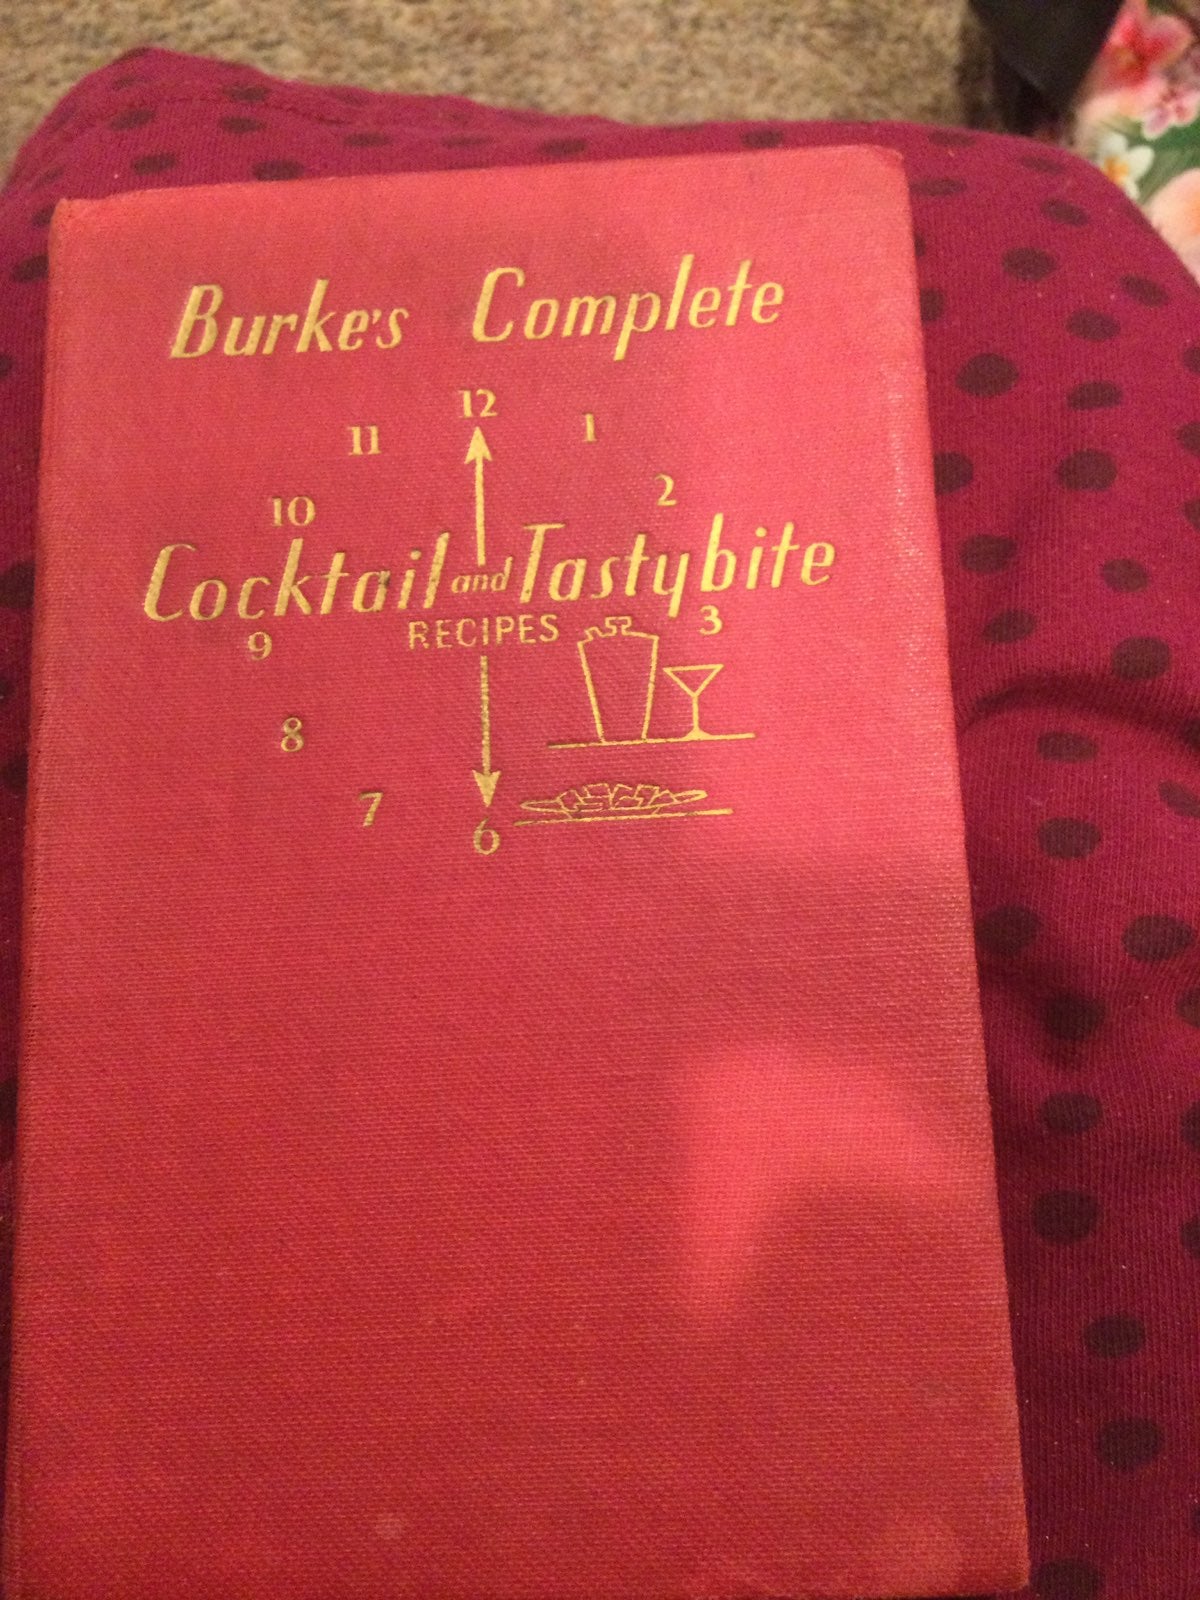 Burke's Complete
12
11 1
10 2
Cocktail and Tastybite
RECIPES
9 3
8
7
6